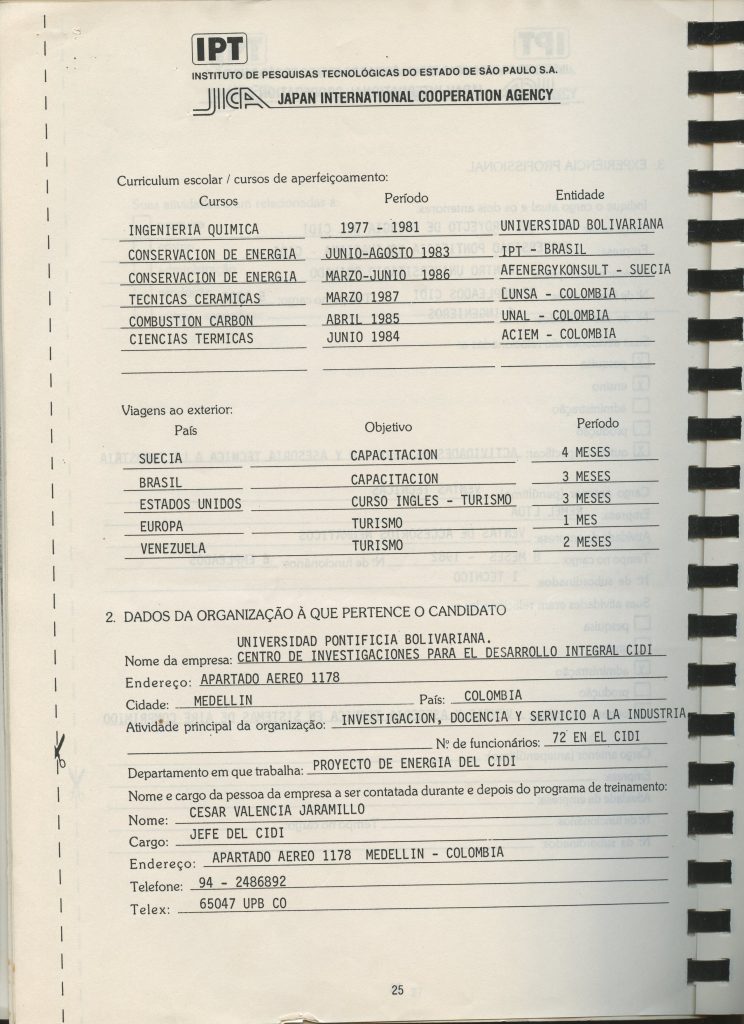 IPT
INSTITUTO DE PESQUISAS TECNOLÓGICAS DO ESTADO DE SÃO PAULO S.A.
JICA JAPAN INTERNATIONAL COOPERATION AGENCY
Curriculum escolar / cursos de aperfeiçoamento:
Cursos Período Entidade
INGENIERIA QUIMICA 1977 - 1981 UNIVERSIDAD BOLIVARIANA
CONSERVACION DE ENERGIA JUNIO-AGOSTO 1983 IPT - BRASIL
CONSERVACION DE ENERGIA MARZO-JUNIO 1986 AFENERGYKONSULT - SUECIA
TECNICAS CERAMICAS MARZO 1987 CUNSA - COLOMBIA
COMBUSTION CARBON ABRIL 1985 UNAL - COLOMBIA
CIENCIAS TERMICAS JUNIO 1984 ACIEM - COLOMBIA
Viagens ao exterior:
País Objetivo Período
SUECIA CAPACITACION 4 MESES
BRASIL CAPACITACION 3 MESES
ESTADOS UNIDOS CURSO INGLES - TURISMO 3 MESES
EUROPA TURISMO 1 MES
VENEZUELA TURISMO 2 MESES
2. DADOS DA ORGANIZAÇÃO À QUE PERTENCE O CANDIDATO
UNIVERSIDAD PONTIFICIA BOLIVARIANA.
Nome da empresa: CENTRO DE INVESTIGACIONES PARA EL DESARROLLO INTEGRAL CIDI
Endereço: APARTADO AEREO 1178
Cidade: MEDELLIN País: COLOMBIA
Atividade principal da organização: INVESTIGACION, DOCENCIA Y SERVICIO A LA INDUSTRIA
Nº de funcionários: 72 EN EL CIDI
Departamento em que trabalha: PROYECTO DE ENERGIA DEL CIDI
Nome e cargo da pessoa da empresa a ser contatada durante e depois do programa de treinamento:
Nome: CESAR VALENCIA JARAMILLO
Cargo: JEFE DEL CIDI
Endereço: APARTADO AEREO 1178 MEDELLIN - COLOMBIA
Telefone: 94 - 2486892
Telex: 65047 UPB CO
25